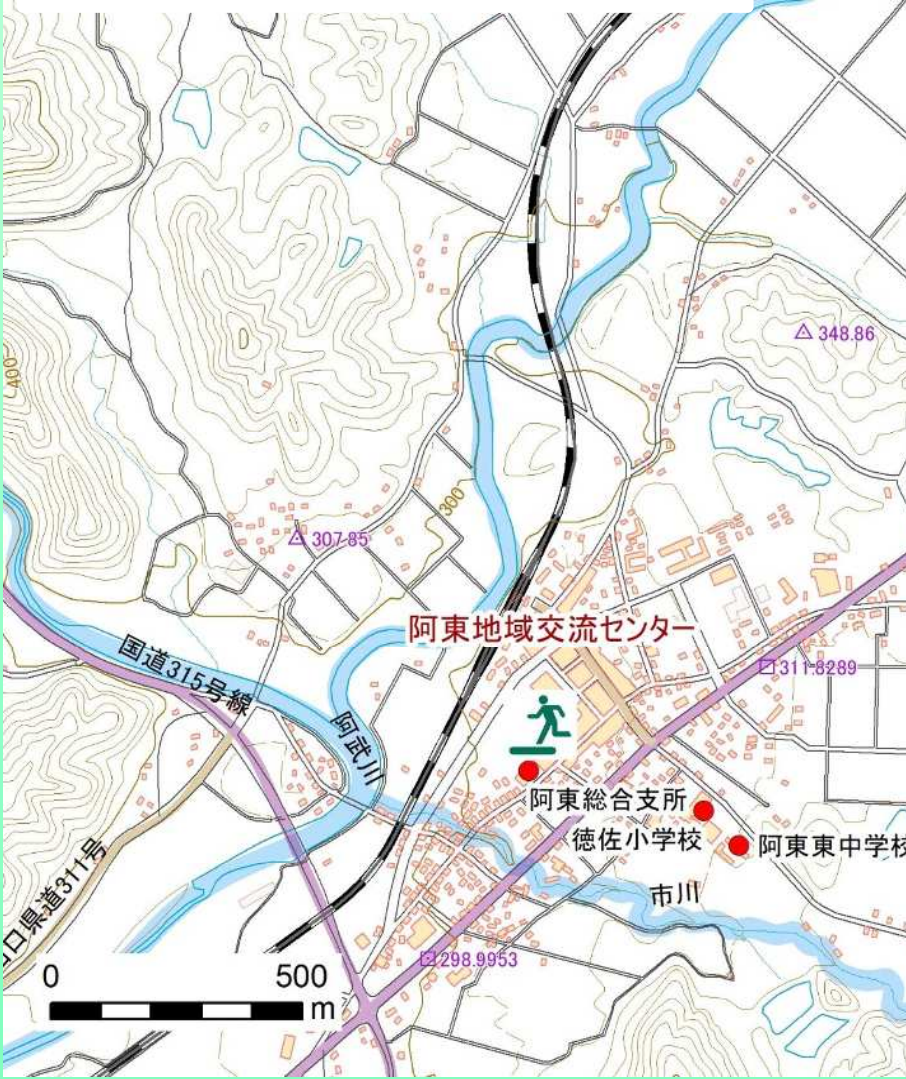 348.86
400
300
307.85
阿東地域交流センター
国道315号線
311.8289
阿武川
阿東総合支所
徳佐小学校
阿東東中学校
口県道311号
市川
298.9953
0 500
m